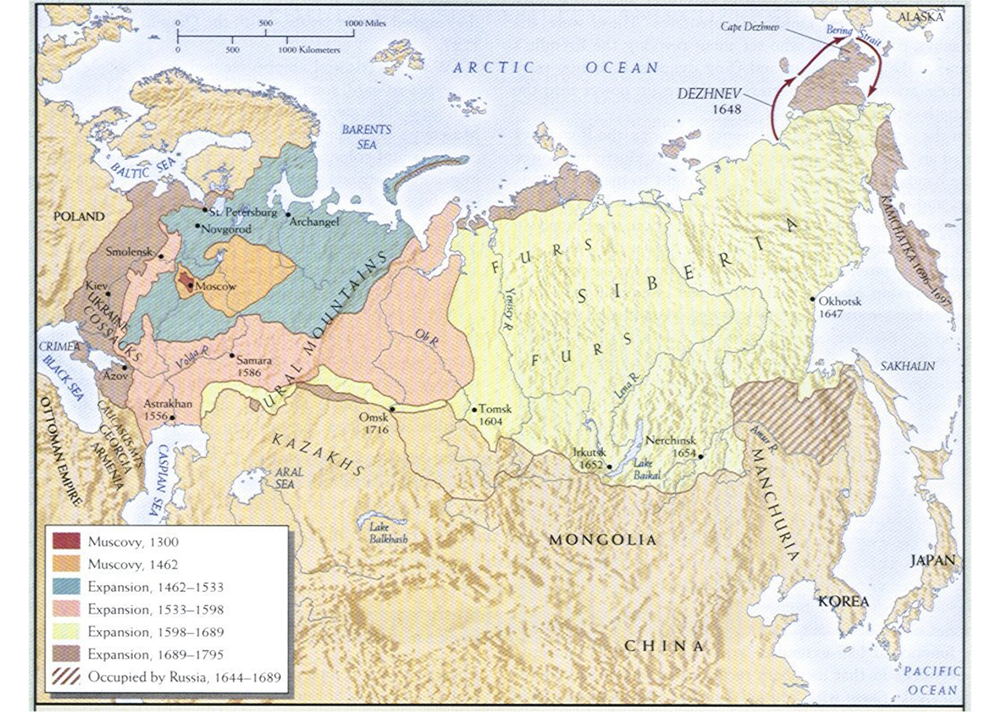 0 500 1000 Miles
0 500 1000 Kilometers
ALASKA
Cape Dezhnev
Bering Strait
ARCTIC OCEAN
DEZHNEV
1648
BARENTS
SEA
BALTIC SEA
POLAND
St. Petersburg
Archangel
Novgorod
Smolensk
Moscow
Kiev
UKRAINE
COSSACKS
CRIMEA
BLACK SEA
Azov
Volga R.
Samara
1586
Astrakhan
1556
URAL MOUNTAINS
Ob R.
FURS
SIBERIA
Yenisy R.
FURS
Lena R.
KAMCHATKA 1696–1697
Okhotsk
1647
SAKHALIN
Omsk
1716
Tomsk
1604
Irkutsk
1652
Lake
Baikal
Nerchinsk
1654
Amur R.
MANCHURIA
OTTOMAN EMPIRE
CAUCASUS MTS
GEORGIA
ARMENIA
CASPIAN SEA
KAZAKHS
ARAL
SEA
Lake
Balkhash
MONGOLIA
CHINA
KOREA
JAPAN
PACIFIC
OCEAN
Muscovy, 1300
Muscovy, 1462
Expansion, 1462–1533
Expansion, 1533–1598
Expansion, 1598–1689
Expansion, 1689–1795
Occupied by Russia, 1644–1689